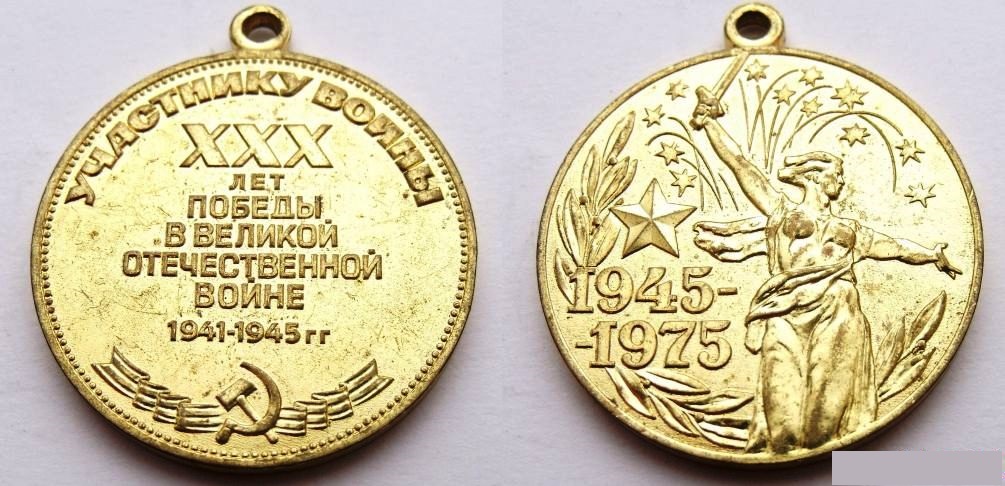 УЧАСТНИКУ ВОЙНЫ
XXX
ЛЕТ
ПОБЕДЫ
В ВЕЛИКОЙ
ОТЕЧЕСТВЕННОЙ
ВОЙНЕ
1941-1945 гг
1945-
-1975